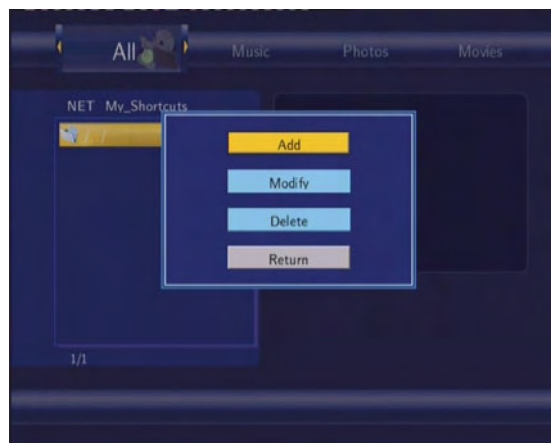 All
Music
Photos
Movies
NET My_Shortcuts
Add
Modify
Delete
Return
1/1